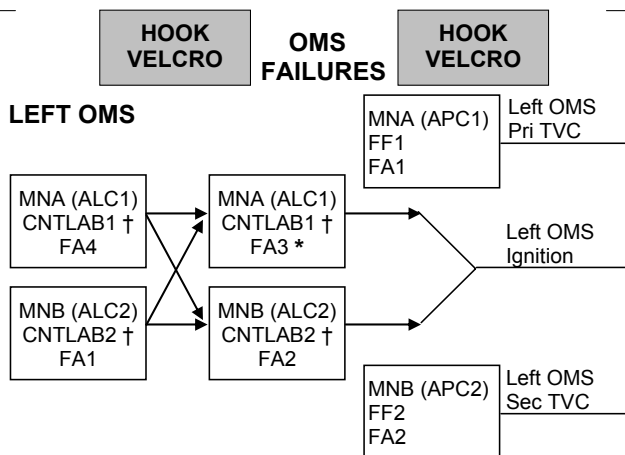 HOOK
VELCRO
OMS
FAILURES
HOOK
VELCRO
LEFT OMS
MNA (APC1)
FF1
FA1
Left OMS
Pri TVC
MNA (ALC1)
CNTLAB1 †
FA4
MNA (ALC1)
CNTLAB1 †
FA3 *
Left OMS
Ignition
MNB (ALC2)
CNTLAB2 †
FA1
MNB (ALC2)
CNTLAB2 †
FA2
MNB (APC2)
FF2
FA2
Left OMS
Sec TVC